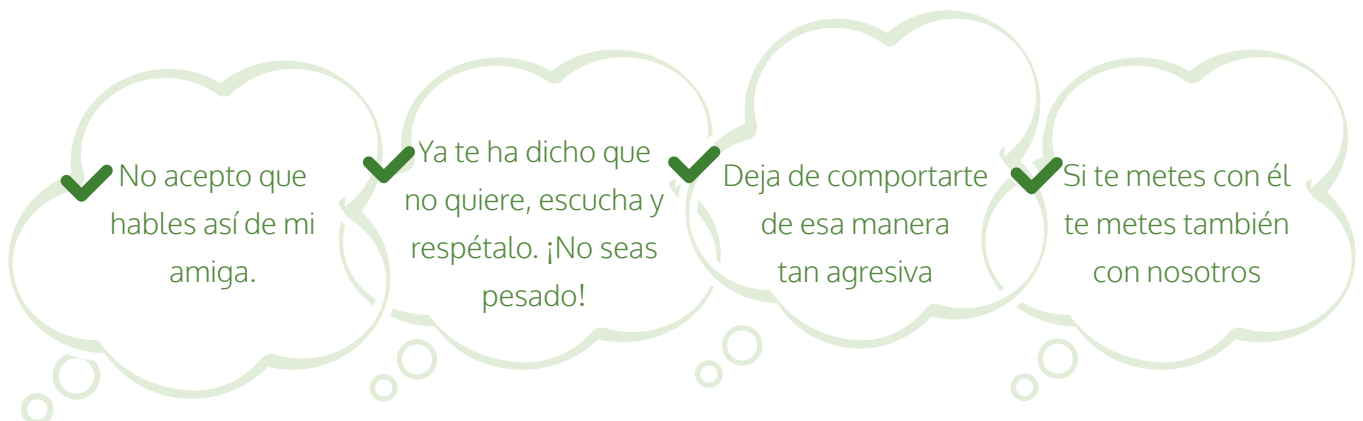 No acepto que
hables así de mi
amiga.
Ya te ha dicho que
no quiere, escucha y
respétalo. ¡No seas
pesado!
Deja de comportarte
de esa manera
tan agresiva
Si te metes con él
te metes también
con nosotros